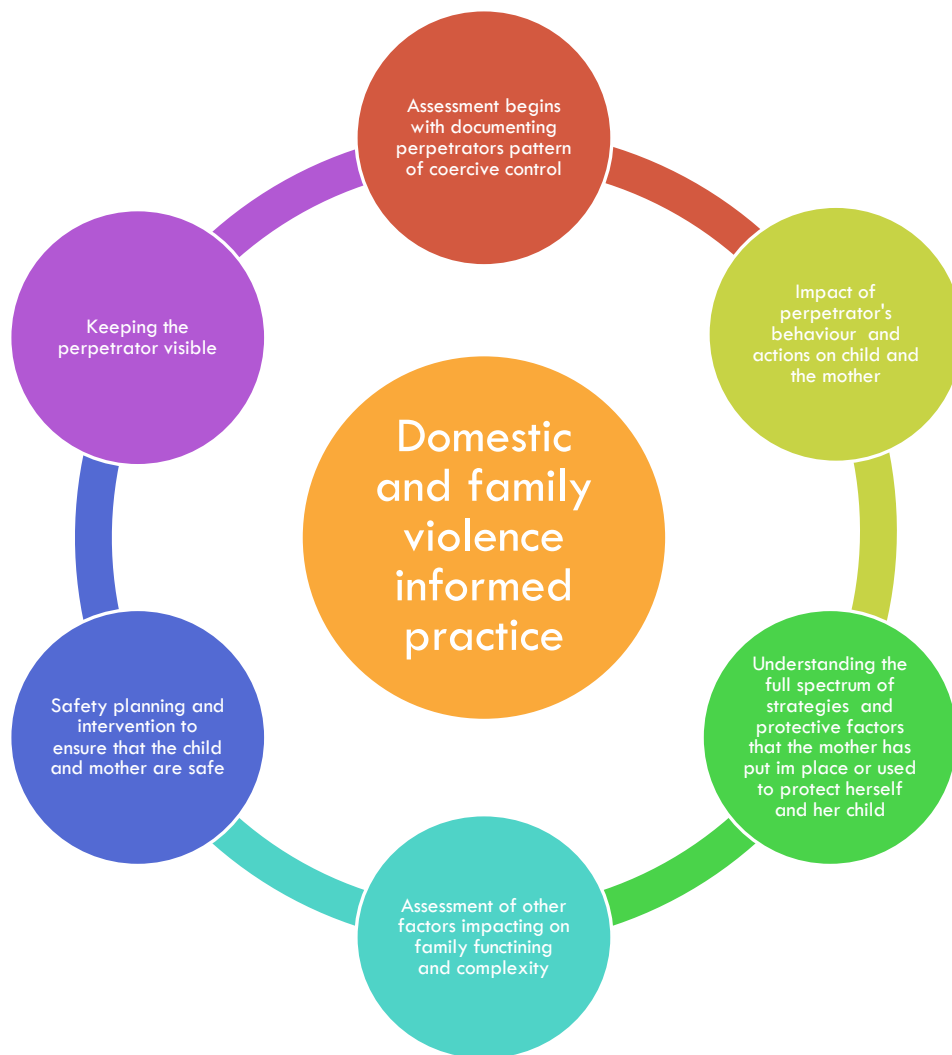 Assessment begins
with documenting
perpetrators pattern
of coercive control
Impact of
perpetrator's
behaviour and
actions on child and
the mother
Understanding the
full spectrum of
strategies and
protective factors
that the mother has
put im place or used
to protect herself
and her child
Assessment of other
factors impacting on
family functining
and complexity
Safety planning and
intervention to
ensure that the child
and mother are safe
Keeping the
perpetrator visible
Domestic
and family
violence
informed
practice